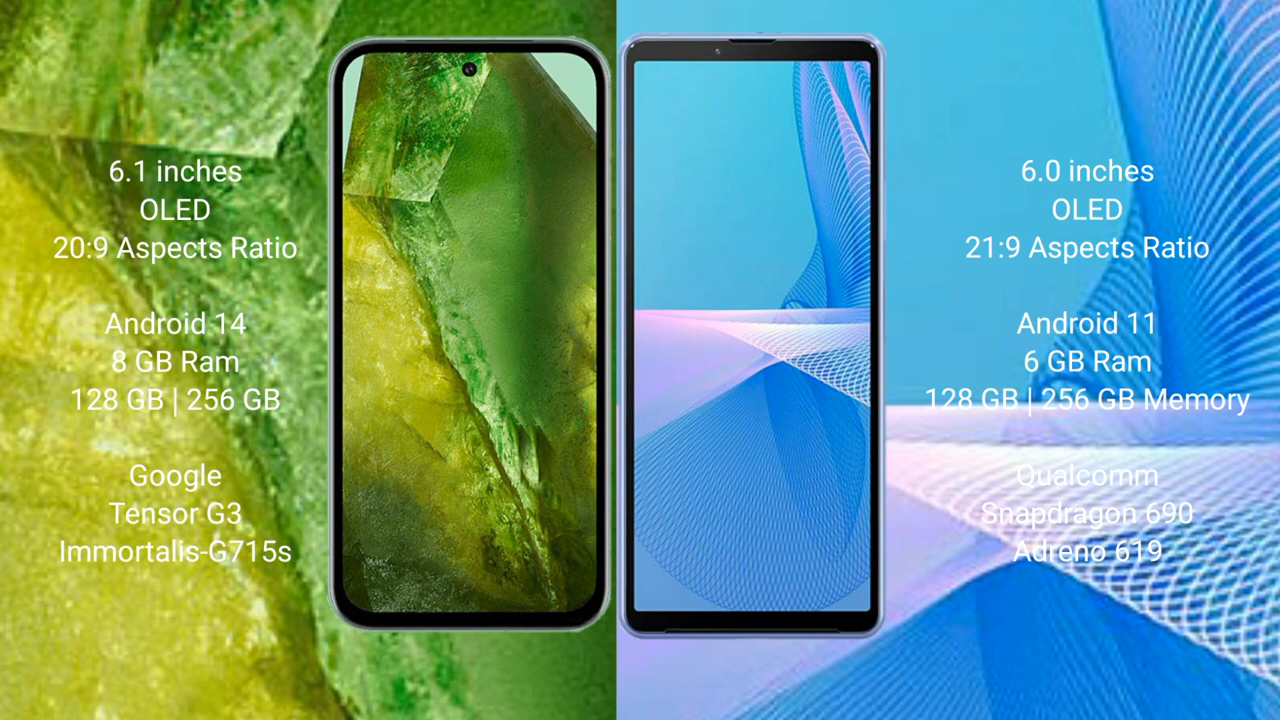 6.1 inches
OLED
20:9 Aspects Ratio
Android 14
8 GB Ram
128 GB | 256 GB
Google
Tensor G3
Immortalis-G715s
6.0 inches
OLED
21:9 Aspects Ratio
Android 11
6 GB Ram
128 GB | 256 GB Memory
Qualcomm
Snapdragon 690
Adreno 619